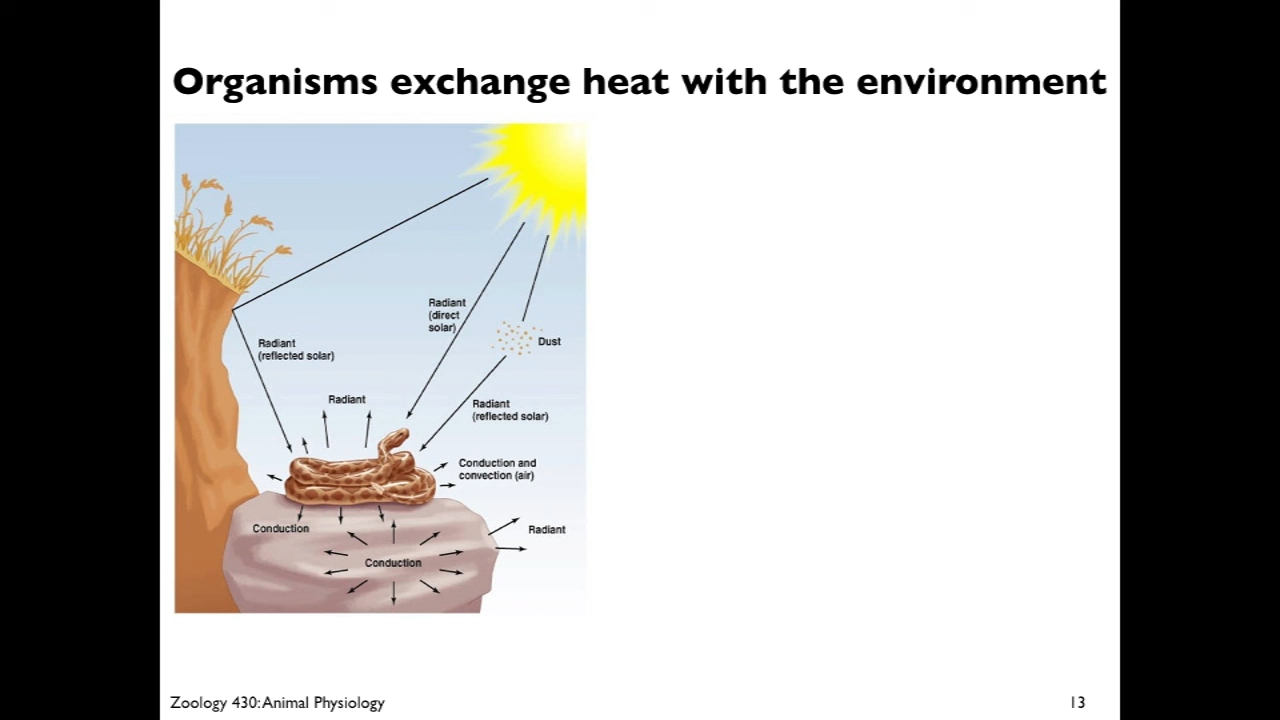 Organisms exchange heat with the environment
Radiant
(direct
solar)
Dust
Radiant
(reflected solar)
Radiant
Radiant
(reflected solar)
Conduction and
convection (air)
Conduction
Radiant
Conduction
Zoology 430: Animal Physiology
13